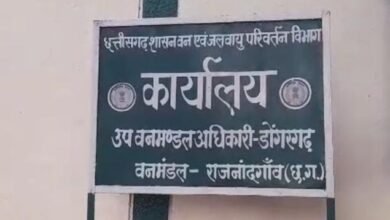 छत्तीसगढ़ शासन वन एवं जलवायु परिवर्तन विभाग
कार्यालय
उप वनमण्डल अधिकारी-डोंगरगढ़
वनमंडल - राजनांदगाँव (छ.ग.)